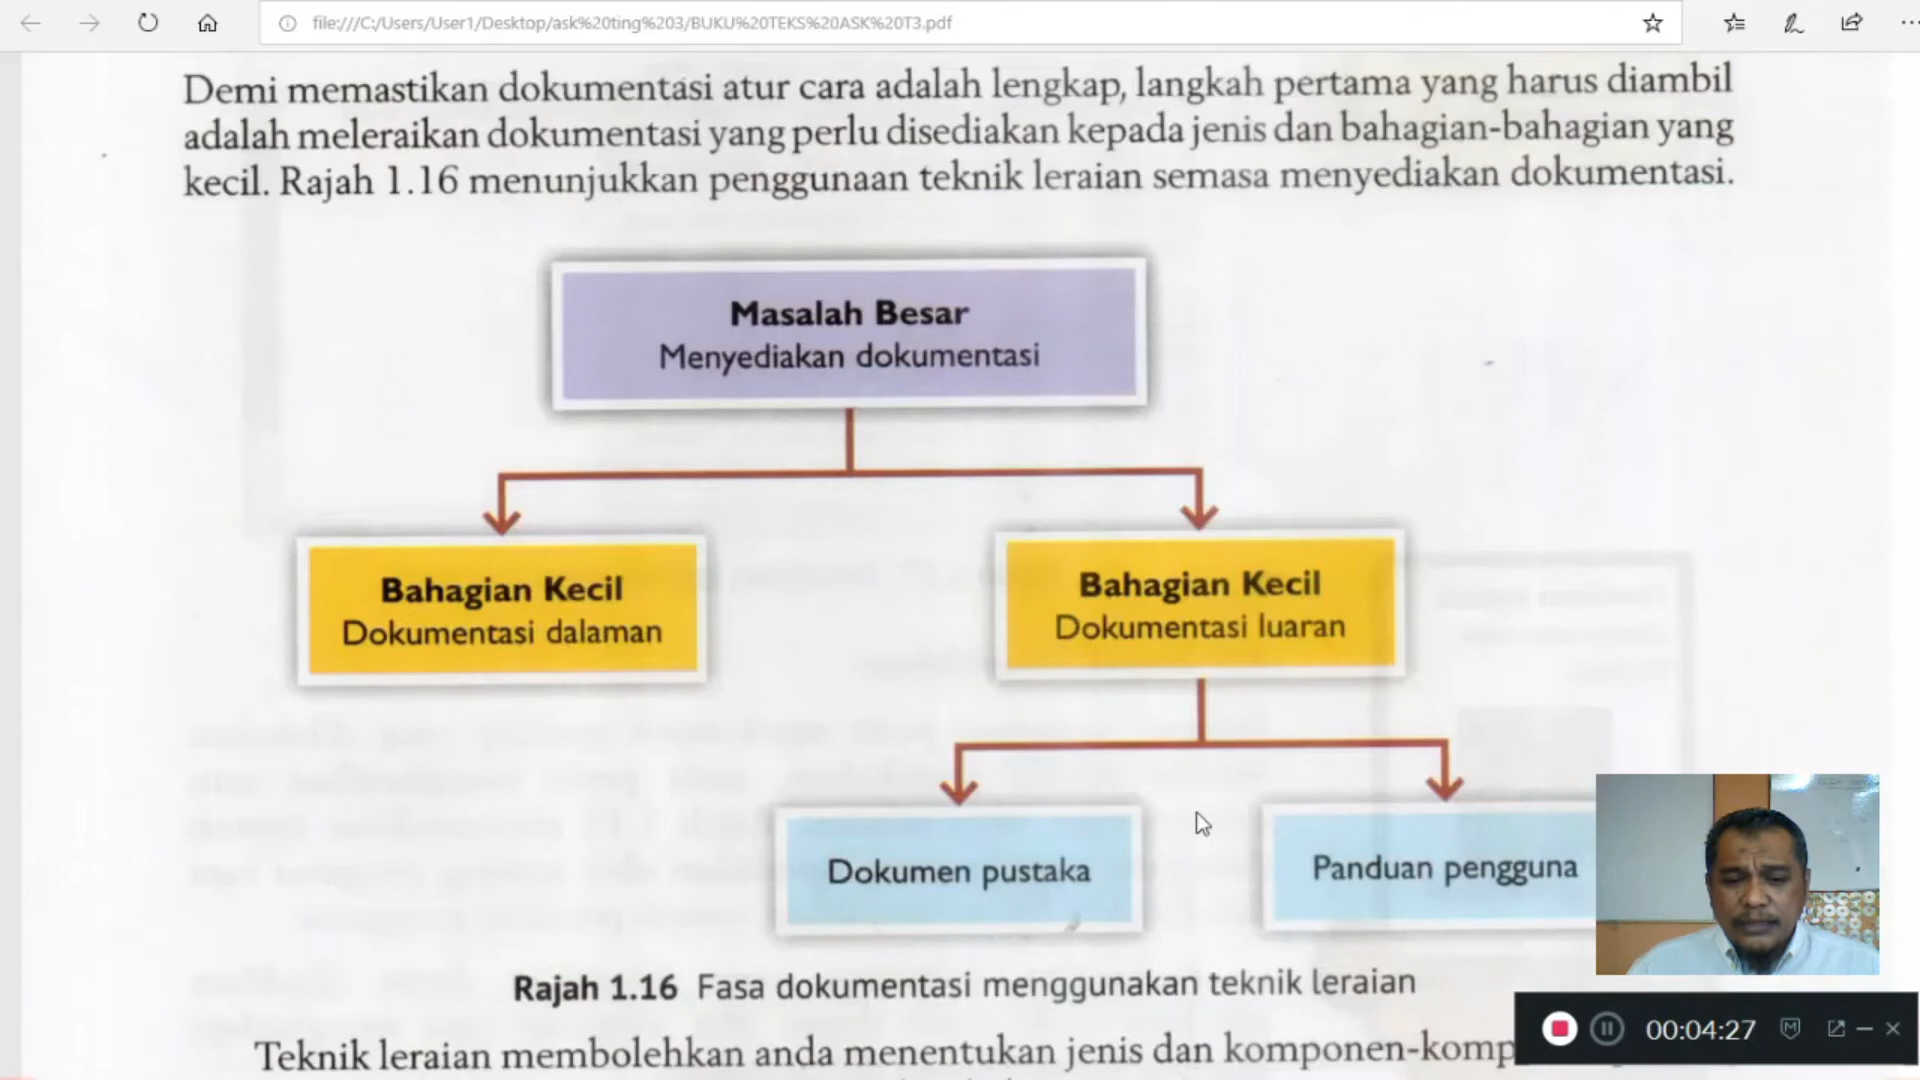 file:///C:/Users/User1/Desktop/ask%20ting%203/BUKU%20TEKS%20ASK%20T3.pdf
Demi memastikan dokumentasi atur cara adalah lengkap, langkah pertama yang harus diambil
adalah meleraikan dokumentasi yang perlu disediakan kepada jenis dan bahagian-bahagian yang
kecil. Rajah 1.16 menunjukkan penggunaan teknik leraian semasa menyediakan dokumentasi.
Masalah Besar
Menyediakan dokumentasi
Bahagian Kecil
Dokumentasi dalaman
Bahagian Kecil
Dokumentasi luaran
Dokumen pustaka
Panduan pengguna
Rajah 1.16 Fasa dokumentasi menggunakan teknik leraian
Teknik leraian membolehkan anda menentukan jenis dan komponen-komp
00:04:27